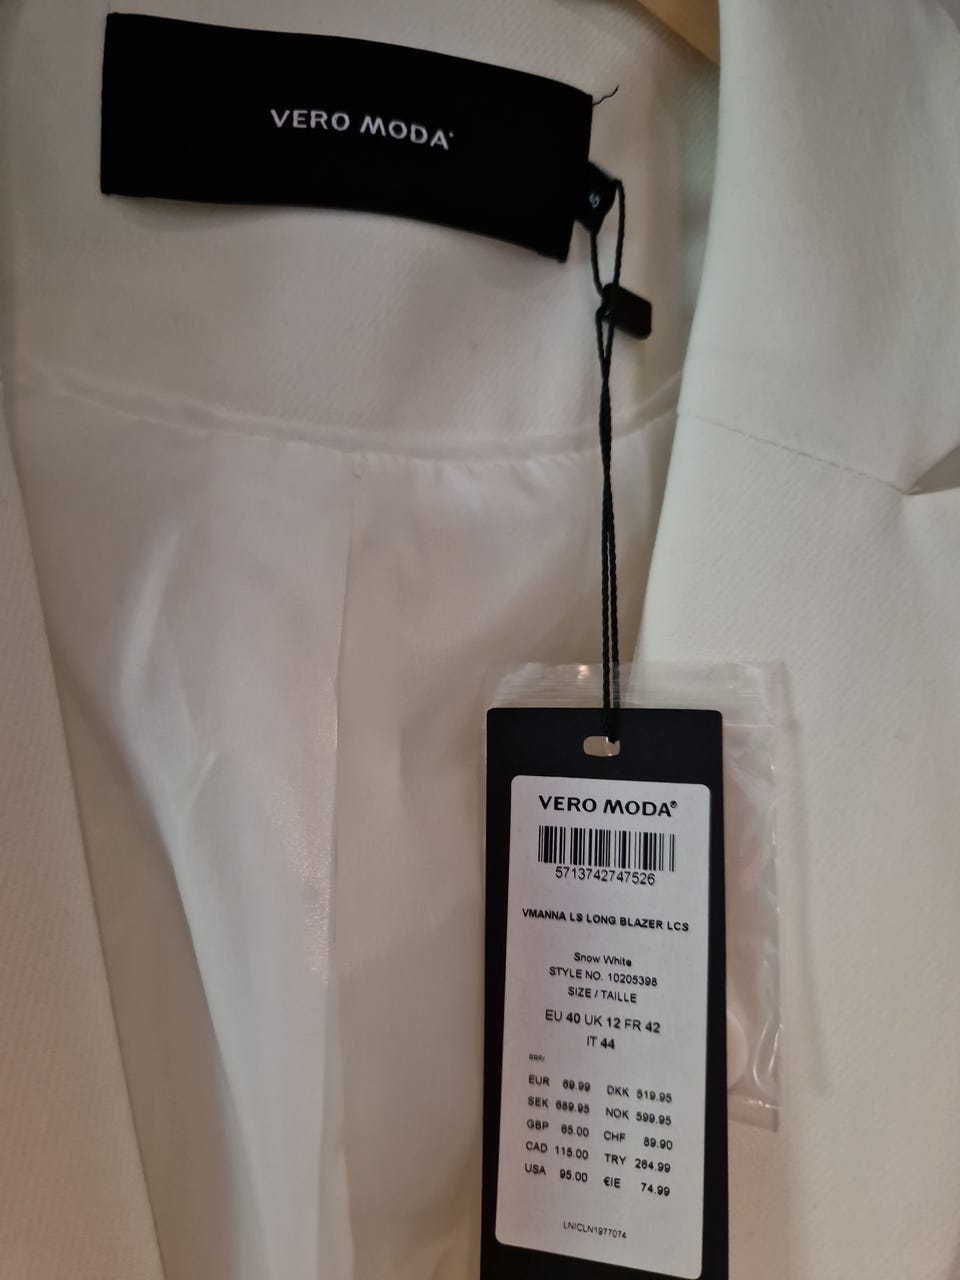 VERO MODA
40
VERO MODA®
5713742747526
VMANNA LS LONG BLAZER LCS
Snow White
STYLE NO. 10205398
SIZE / TAILLE
EU 40 UK 12 FR 42
IT 44
RRP/
EUR 69.99 DKK 519.95
SEK 689.95 NOK 599.95
GBP 65.00 CHF 89.90
CAD 115.00 TRY 264.99
USA 95.00 €IE 74.99
LNICLN1977074